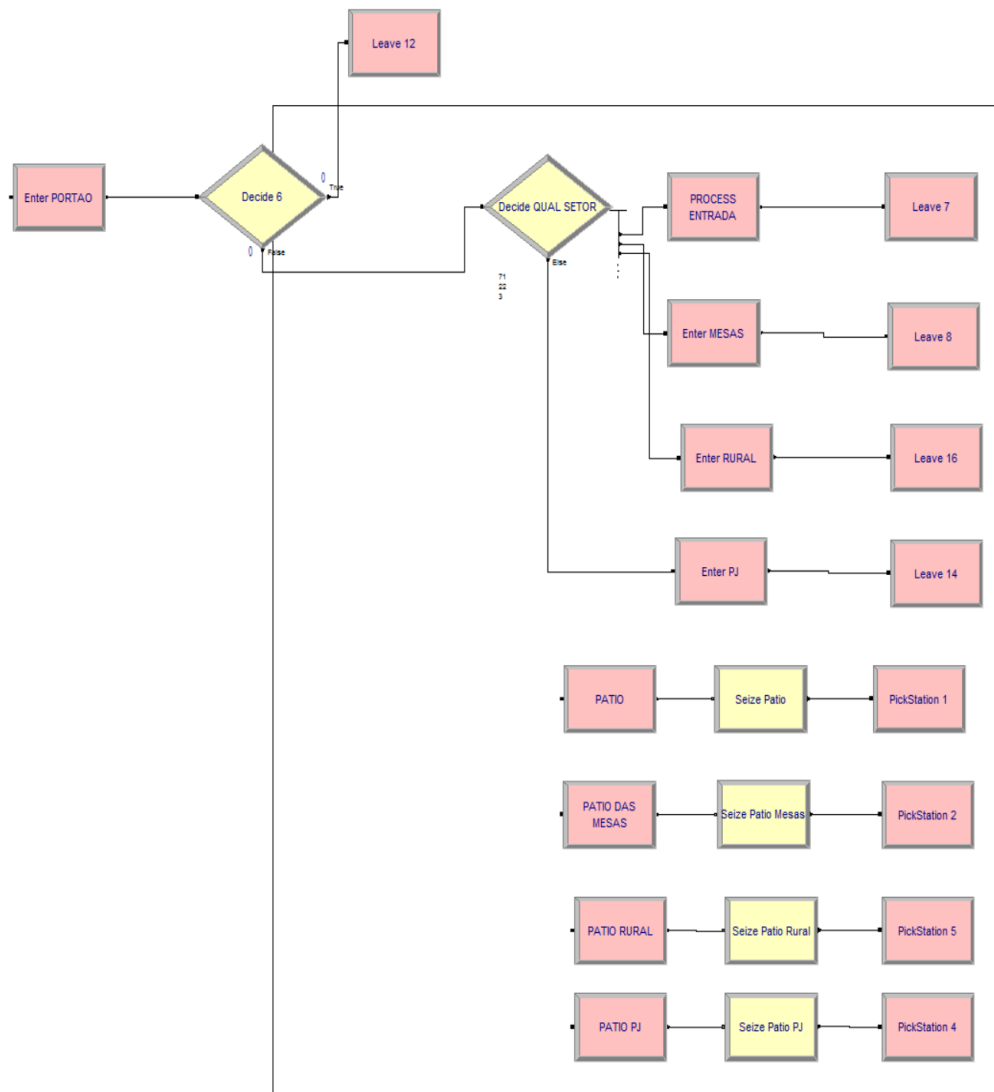 Leave 12
Enter PORTAO
Decide 6
0
True
0
False
Decide QUAL SETOR
Else
71
22
3
PROCESS
ENTRADA
Leave 7
Enter MESAS
Leave 8
Enter RURAL
Leave 16
Enter PJ
Leave 14
PATIO
Seize Patio
PickStation 1
PATIO DAS
MESAS
Seize Patio Mesas
PickStation 2
PATIO RURAL
Seize Patio Rural
PickStation 5
PATIO PJ
Seize Patio PJ
PickStation 4